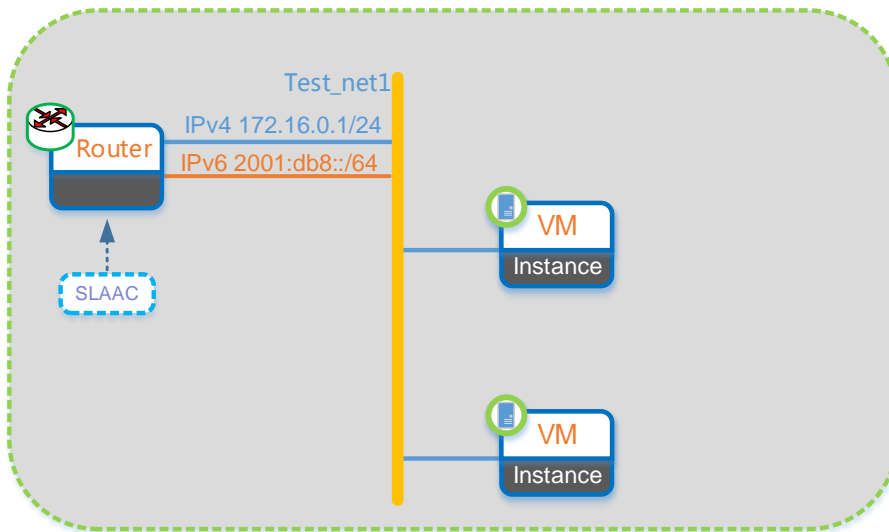 Test_net1
IPv4 172.16.0.1/24
Router
IPv6 2001:db8::/64
VM
Instance
SLAAC
VM
Instance